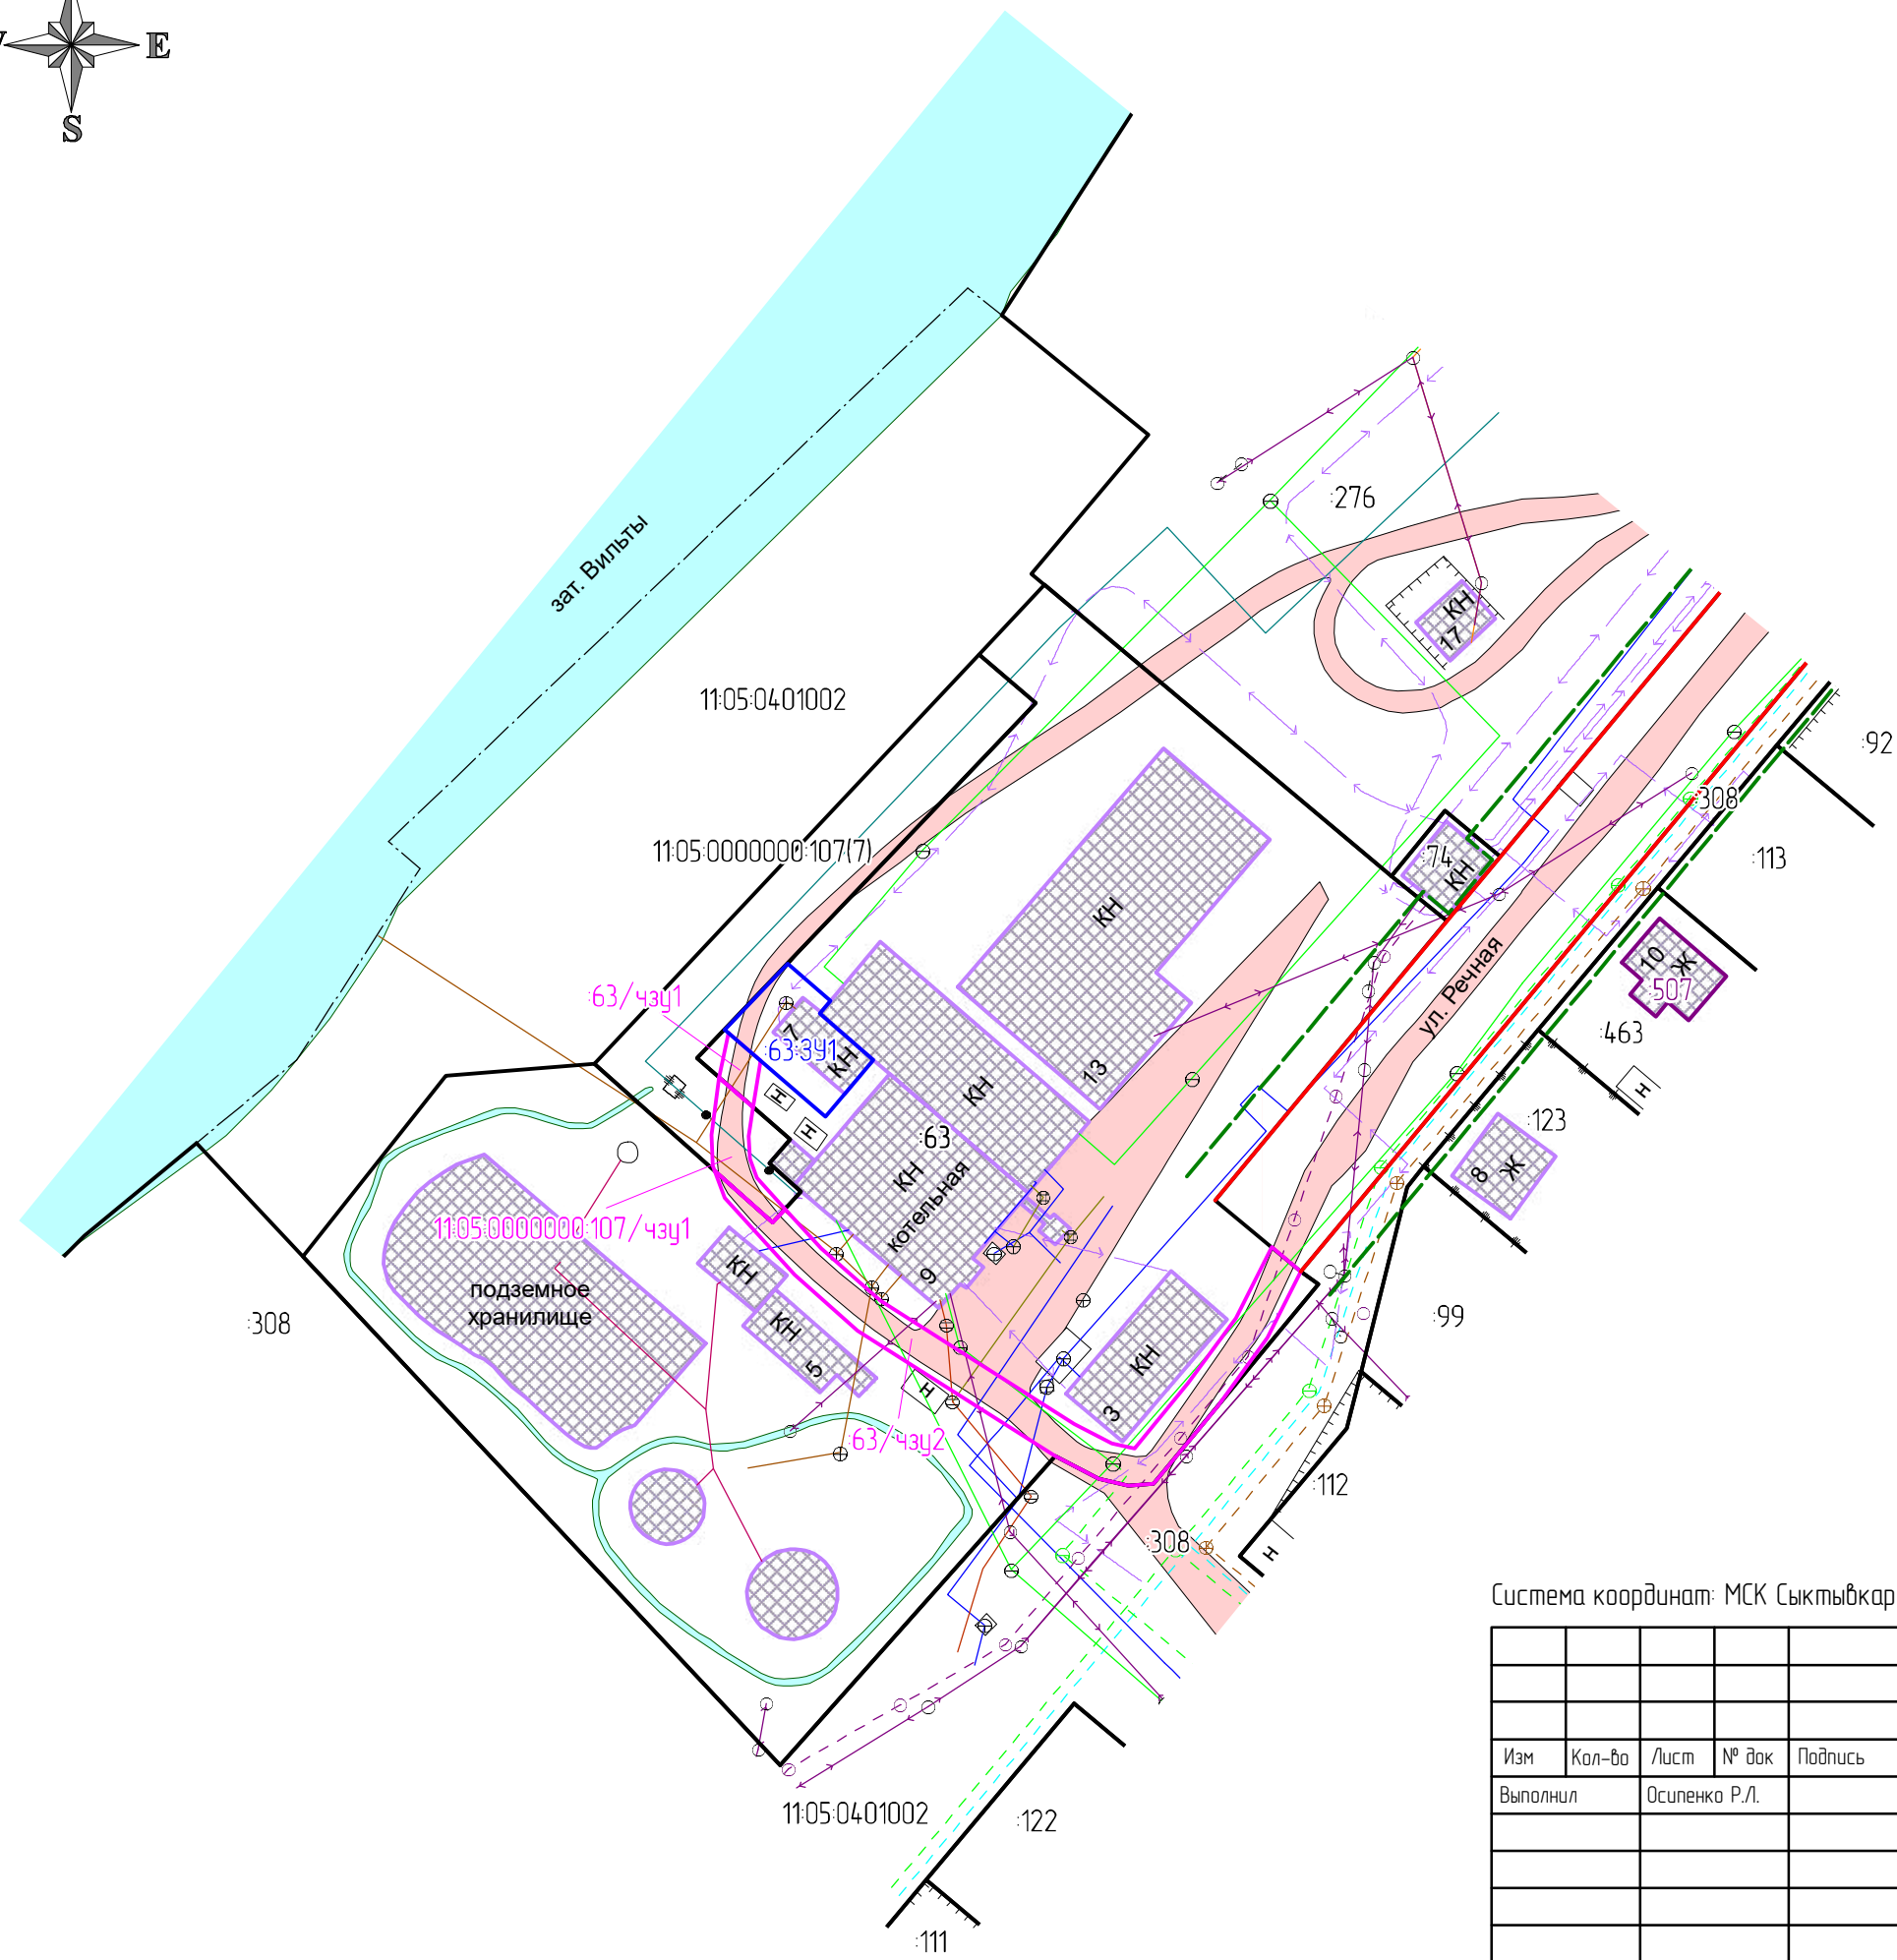 E
S
зат. Вильты
:276
КН
17
11:05:0401002
:92
:308
11:05:0000000:107(7)
:74
КН
:113
КН
10
Ж
:507
ул. Речная
:63/чзу1
:463
7
:63:ЗУ1
КН
13
КН
Н
Н
Н
:123
:63
КН
котельная
8
Ж
11:05:0000000:107/чзу1
КН
9
подземное
хранилище
:308
:99
КН
5
КН
3
Н
:63/чзу2
:112
:308
Н
Система координат: МСК Сыктывкар
Изм
Кол-во
Лист
№ док
Подпись
Выполнил
Осипенко Р.Л.
11:05:0401002
:122
:111